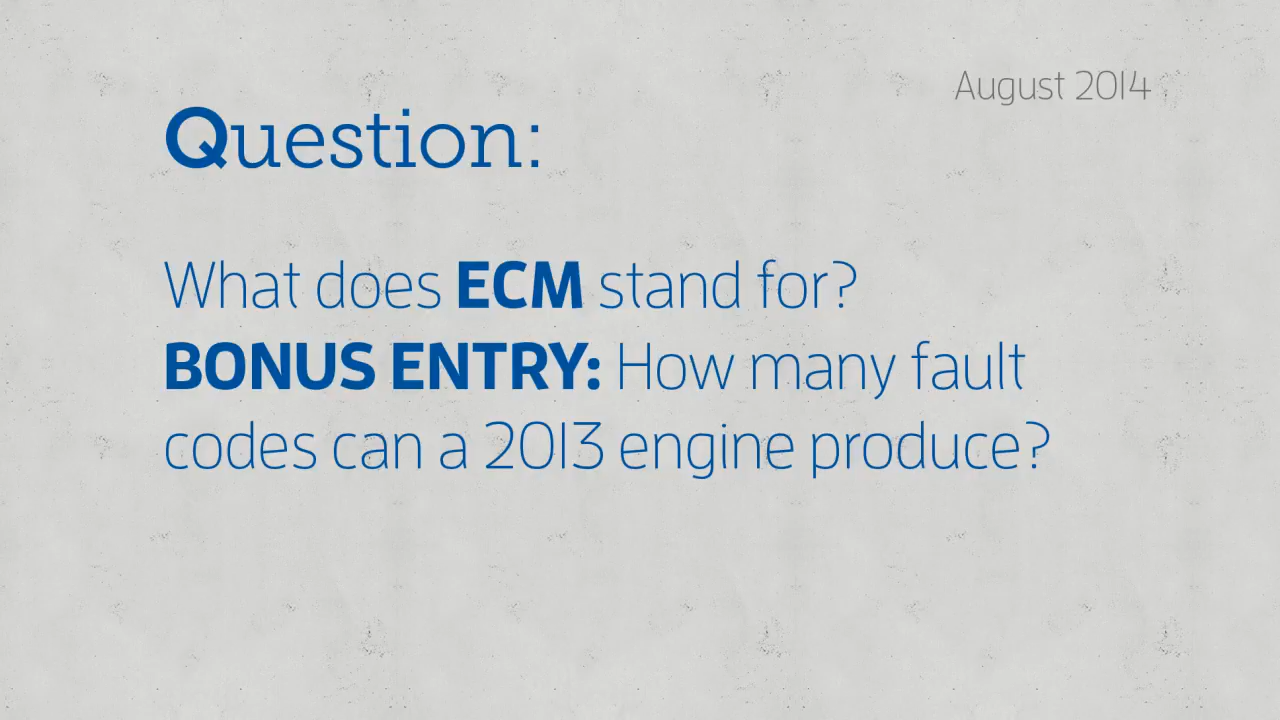 August 2014
Question:
What does ECM stand for?
BONUS ENTRY: How many fault
codes can a 2013 engine produce?